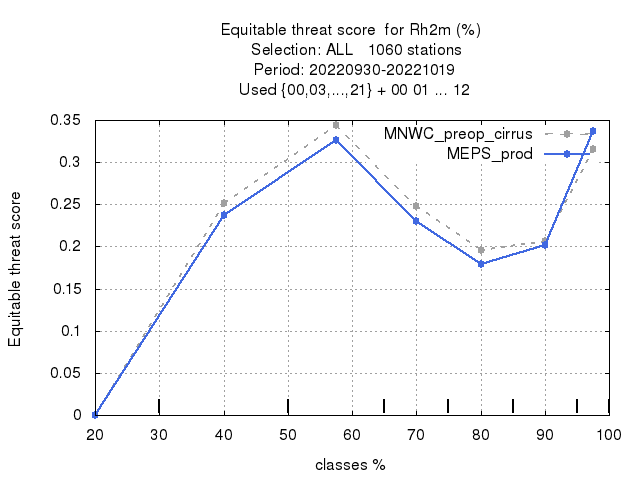 Equitable threat score  for Rh2m (%)
Selection: ALL   1060 stations
Period: 20220930-20221019
Used {00,03,...,21} + 00 01 ... 12
MNWC_preop_cirrus
MEPS_prod
Equitable threat score
0.35
0.3
0.25
0.2
0.15
0.1
0.05
0
20 30 40 50 60 70 80 90 100
classes %